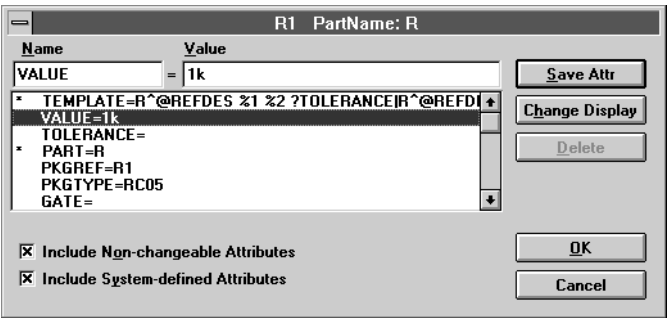 R1 PartName: R
Name Value
VALUE = 1k
Save Attr
* TEMPLATE=R^@REFDES %1 %2 ?TOLERANCE|R^@REFDI
VALUE=1k
Change Display
TOLERANCE=
* PART=R
Delete
PKGREF=R1
PKGTYPE=RC05
GATE=
Include Non-changeable Attributes
OK
Include System-defined Attributes
Cancel